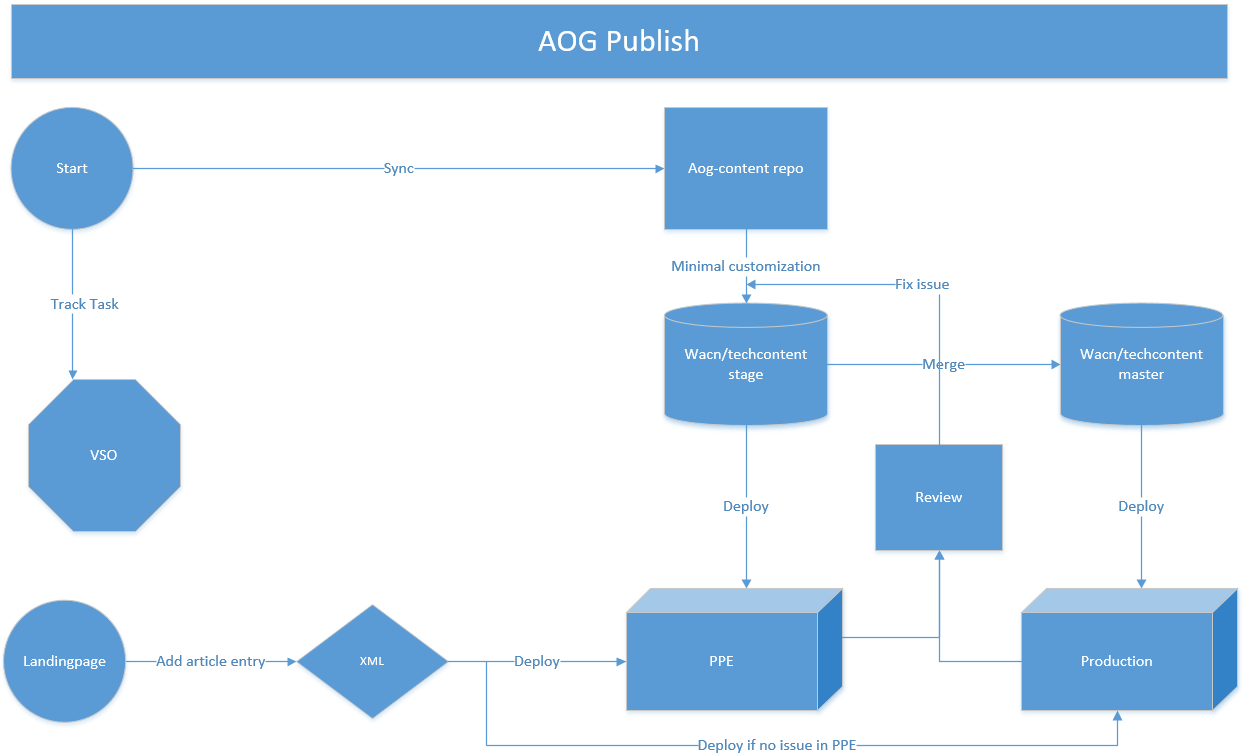 AOG Publish
Start
Sync
Aog-content repo
Minimal customization
Fix issue
Track Task
Wacn/techcontent
stage
Merge
Wacn/techcontent
master
VSO
Review
Deploy
Deploy
Landingpage
Add article entry
XML
Deploy
PPE
Production
Deploy if no issue in PPE